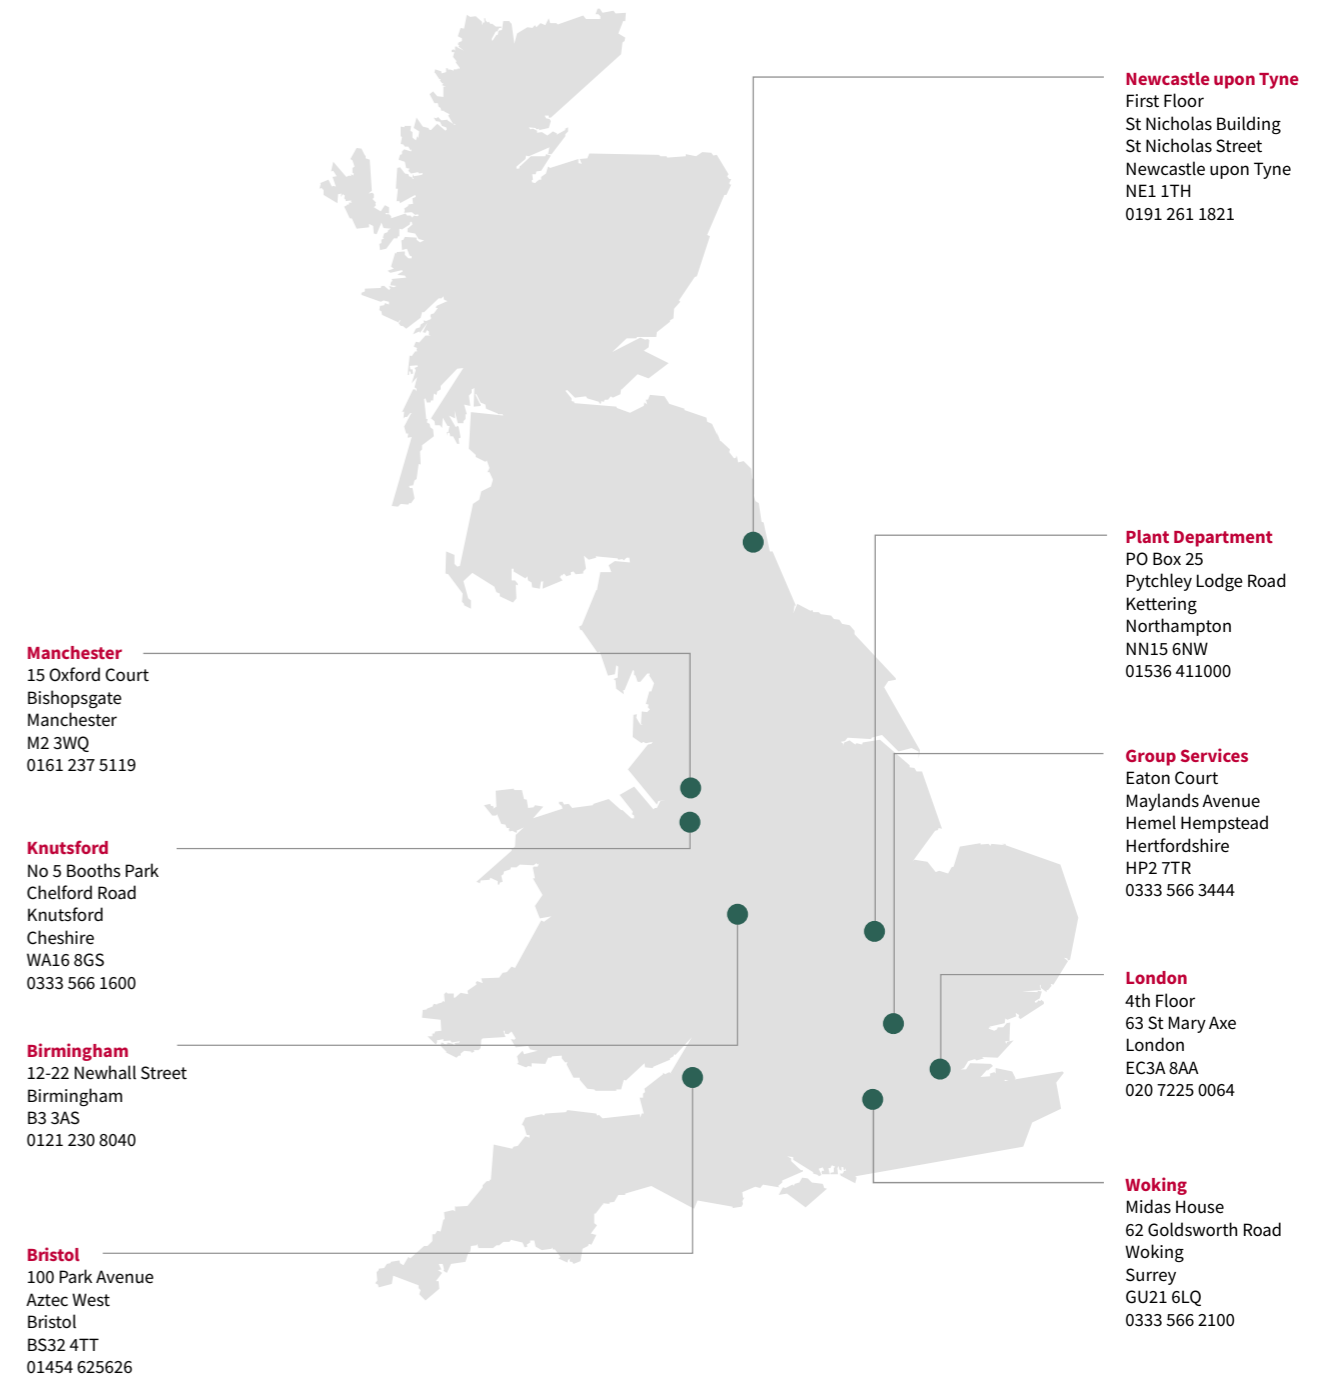 Newcastle upon Tyne
First Floor
St Nicholas Building
St Nicholas Street
Newcastle upon Tyne
NE1 1TH
0191 261 1821
Plant Department
PO Box 25
Pytchley Lodge Road
Kettering
Northampton
NN15 6NW
01536 411000
Manchester
15 Oxford Court
Bishopsgate
Manchester
M2 3WQ
0161 237 5119
Group Services
Eaton Court
Maylands Avenue
Hemel Hempstead
Hertfordshire
HP2 7TR
0333 566 3444
Knutsford
No 5 Booths Park
Chelford Road
Knutsford
Cheshire
WA16 8GS
0333 566 1600
London
4th Floor
63 St Mary Axe
London
EC3A 8AA
020 7225 0064
Birmingham
12-22 Newhall Street
Birmingham
B3 3AS
0121 230 8040
Woking
Midas House
62 Goldsworth Road
Woking
Surrey
GU21 6LQ
0333 566 2100
Bristol
100 Park Avenue
Aztec West
Bristol
BS32 4TT
01454 625626